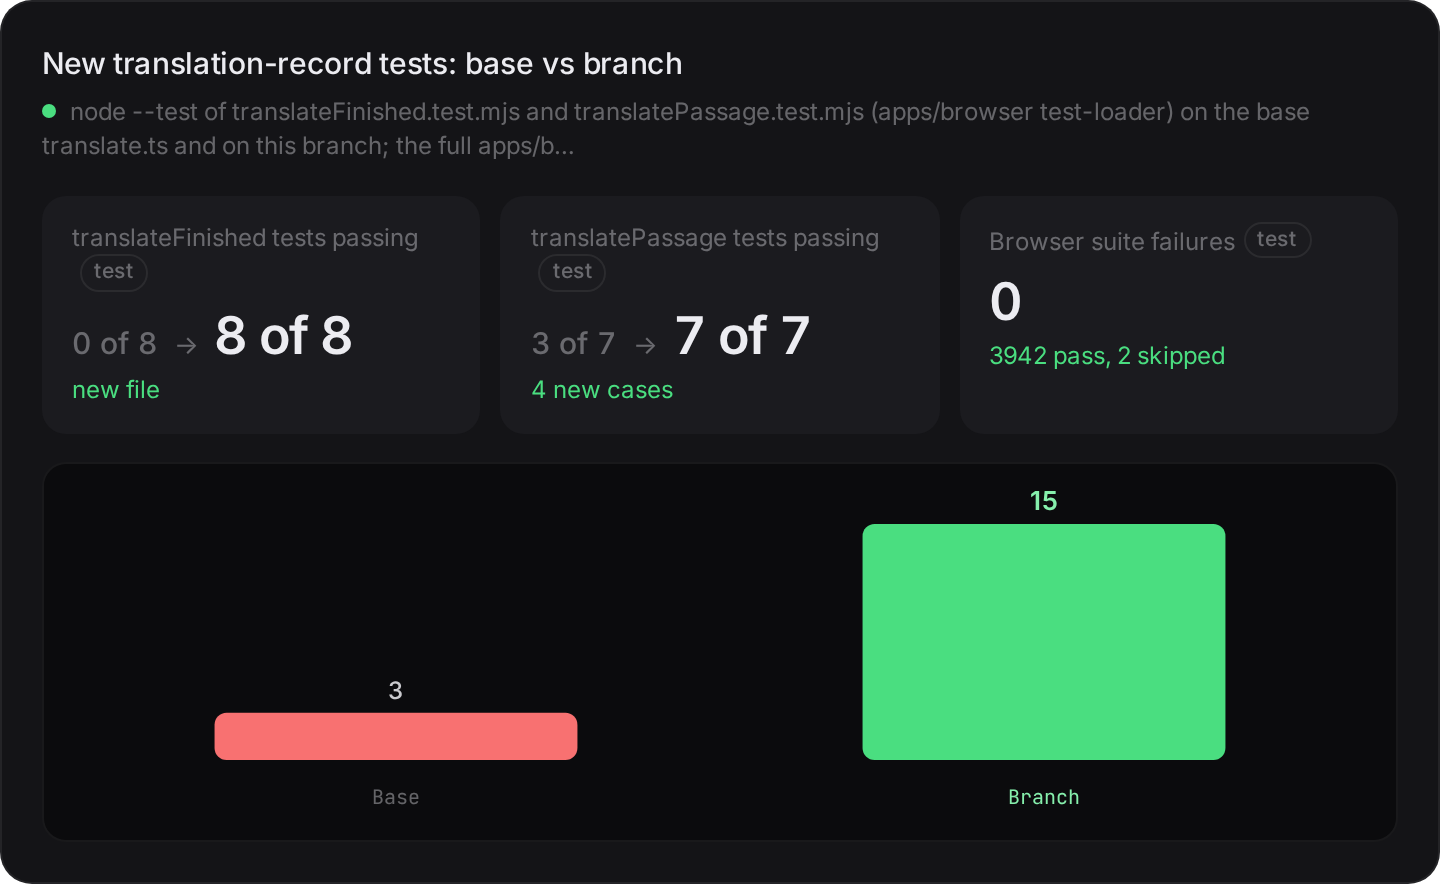 New translation-record tests: base vs branch
node --test of translateFinished.test.mjs and translatePassage.test.mjs (apps/browser test-loader) on the base
translate.ts and on this branch; the full apps/b...
translateFinished tests passing
test
0 of 8 → 8 of 8
new file
translatePassage tests passing
test
3 of 7 → 7 of 7
4 new cases
Browser suite failures test
0
3942 pass, 2 skipped
3
Base
15
Branch